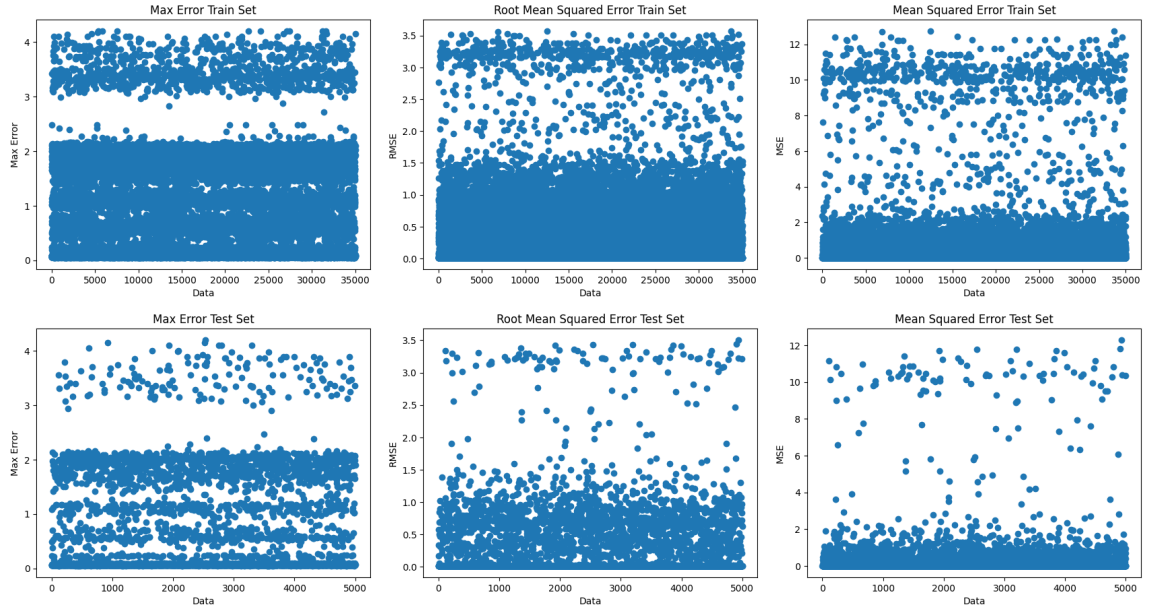 Max Error Train Set
Max Error
4
3
2
1
0
0 5000 10000 15000 20000 25000 30000 35000
Data
Root Mean Squared Error Train Set
RMSE
3.5
3.0
2.5
2.0
1.5
1.0
0.5
0.0
0 5000 10000 15000 20000 25000 30000 35000
Data
Mean Squared Error Train Set
MSE
12
10
8
6
4
2
0
0 5000 10000 15000 20000 25000 30000 35000
Data
Max Error Test Set
Max Error
4
3
2
1
0
0 1000 2000 3000 4000 5000
Data
Root Mean Squared Error Test Set
RMSE
3.5
3.0
2.5
2.0
1.5
1.0
0.5
0.0
0 1000 2000 3000 4000 5000
Data
Mean Squared Error Test Set
MSE
12
10
8
6
4
2
0
0 1000 2000 3000 4000 5000
Data